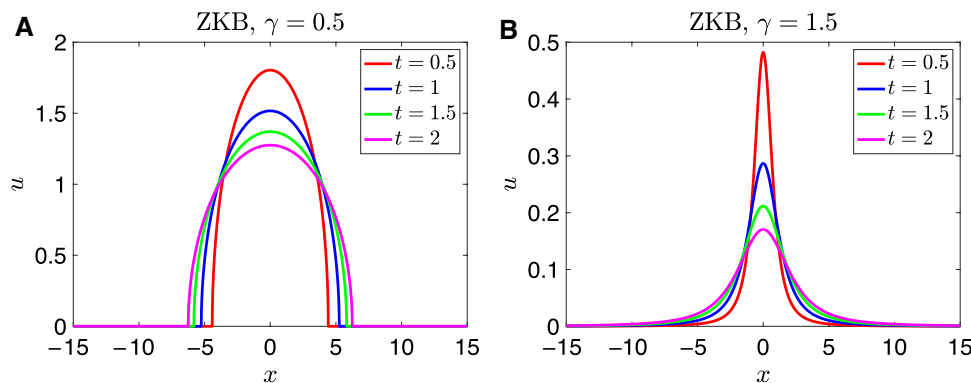 A
ZKB, γ = 0.5
2
1.5
1
0.5
0
u
−15
−10
−5
0
5
10
15
x
t = 0.5
t = 1
t = 1.5
t = 2
B
ZKB, γ = 1.5
0.5
0.4
0.3
0.2
0.1
0
u
−15
−10
−5
0
5
10
15
x
t = 0.5
t = 1
t = 1.5
t = 2